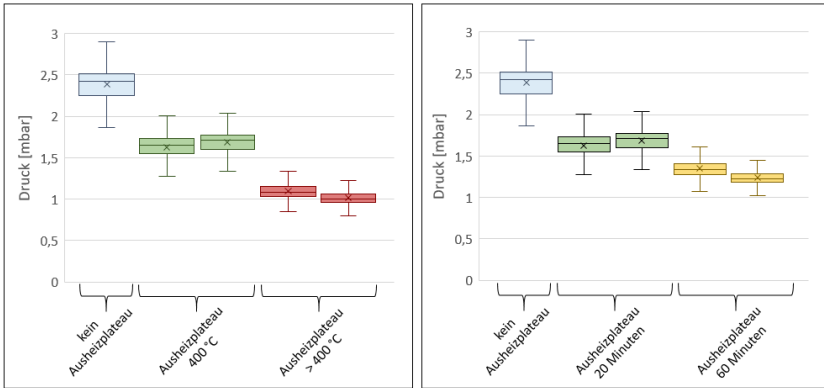 3
2,5
2
1,5
1
0,5
0
Druck [mbar]
kein
Ausheizplateau
Ausheizplateau
400 °C
Ausheizplateau
> 400 °C
3
2,5
2
1,5
1
0,5
0
Druck [mbar]
kein
Ausheizplateau
Ausheizplateau
20 Minuten
Ausheizplateau
60 Minuten